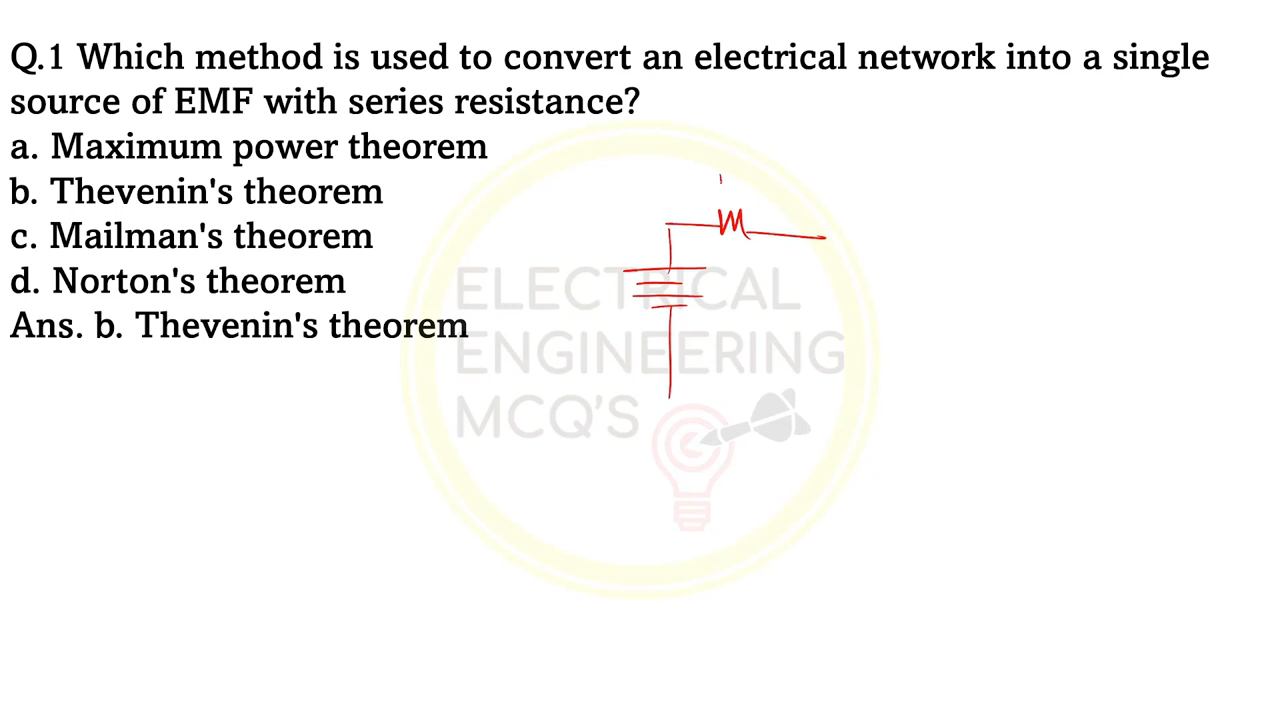 Q.1 Which method is used to convert an electrical network into a single
source of EMF with series resistance?
a. Maximum power theorem
b. Thevenin's theorem
c. Mailman's theorem
d. Norton's theorem
Ans. b. Thevenin's theorem
ELECTRICAL
ENGINEERING
MCQ'S